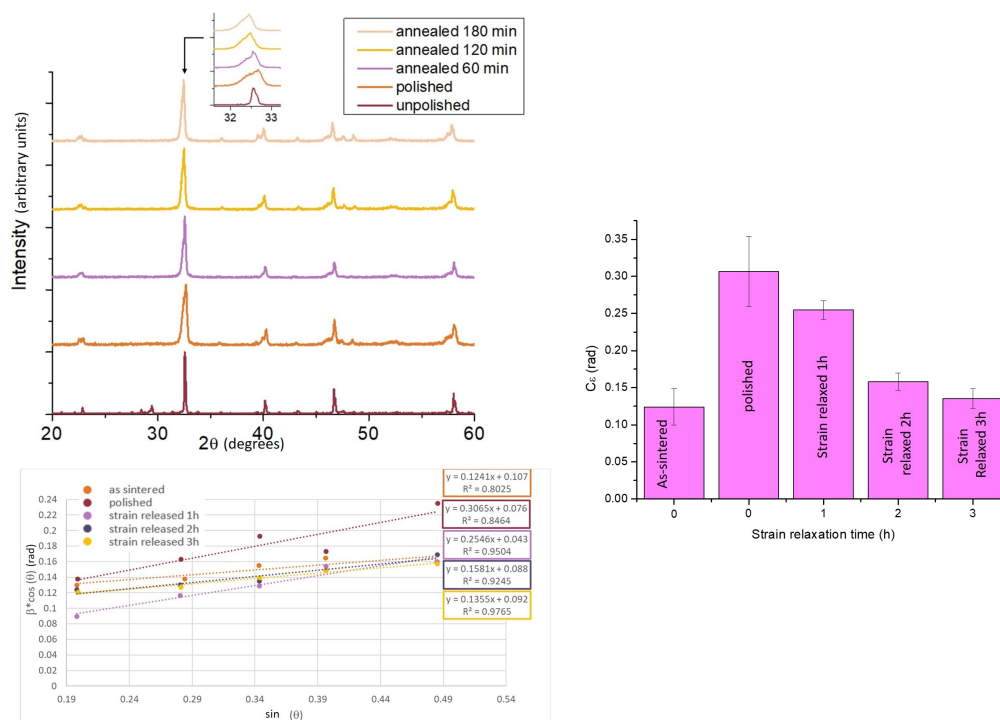 annealed 180 min
annealed 120 min
annealed 60 min
polished
unpolished
32 33
Intensity (arbitrary units)
20 30 40 50 60
2θ (degrees)
as sintered
polished
strain released 1h
strain released 2h
strain released 3h
y = 0.1241x + 0.107
R² = 0.8025
y = 0.3065x + 0.076
R² = 0.8464
y = 0.2546x + 0.043
R² = 0.9504
y = 0.1581x + 0.088
R² = 0.9245
y = 0.1355x + 0.092
R² = 0.9765
β*cos (θ) (rad)
0.24
0.22
0.2
0.18
0.16
0.14
0.12
0.1
0.08
0.06
0.04
0.02
0
0.19 0.24 0.29 0.34 0.39 0.44 0.49 0.54
sin (θ)
Cε (rad)
0.35
0.30
0.25
0.20
0.15
0.10
0.05
0.00
As-sintered
polished
Strain relaxed 1h
Strain
relaxed 2h
Strain
Relaxed 3h
0 0 1 2 3
Strain relaxation time (h)